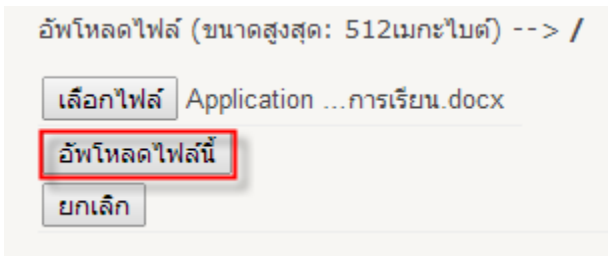 อัพโหลดไฟล์ (ขนาดสูงสุด: 512เมกะไบต์) --> /
เลือกไฟล์ Application ...การเรียน.docx
อัพโหลดไฟล์นี้
ยกเลิก